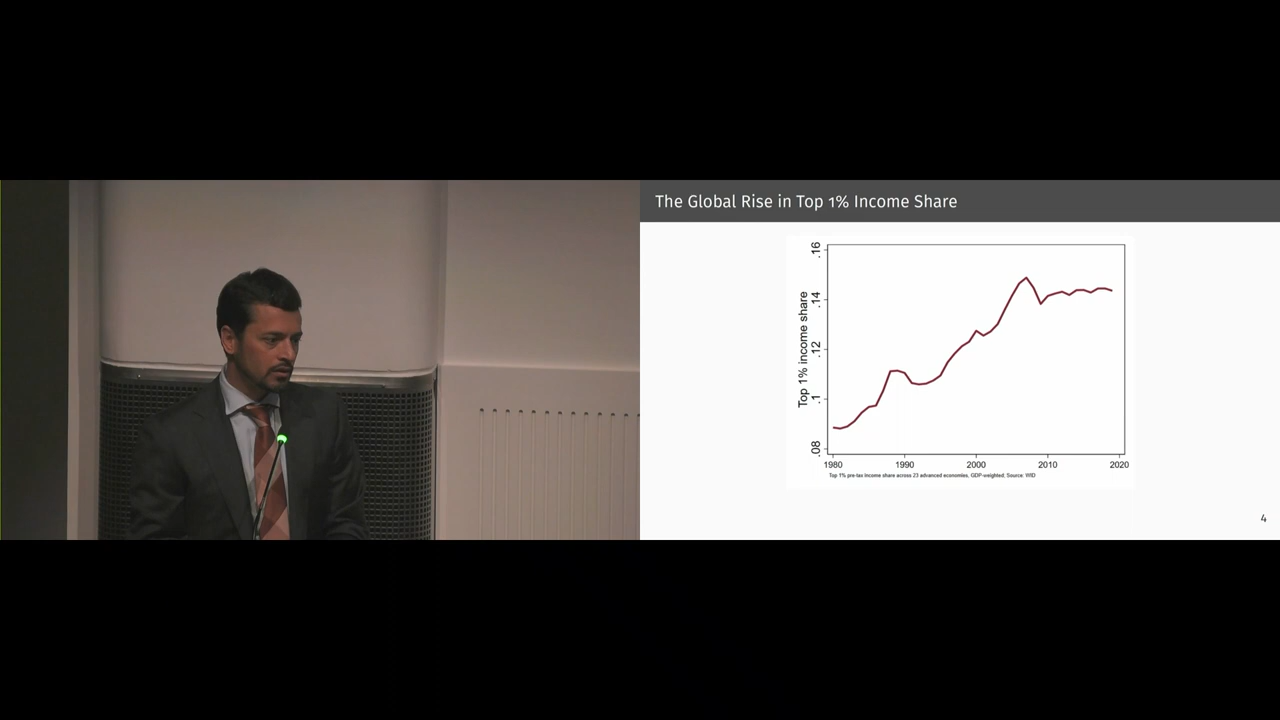 The Global Rise in Top 1% Income Share
.16
.14
.12
.1
.08
Top 1% income share
1980 1990 2000 2010 2020
Top 1% pre-tax income share across 23 advanced economies, GDP-weighted. Source: WID
4